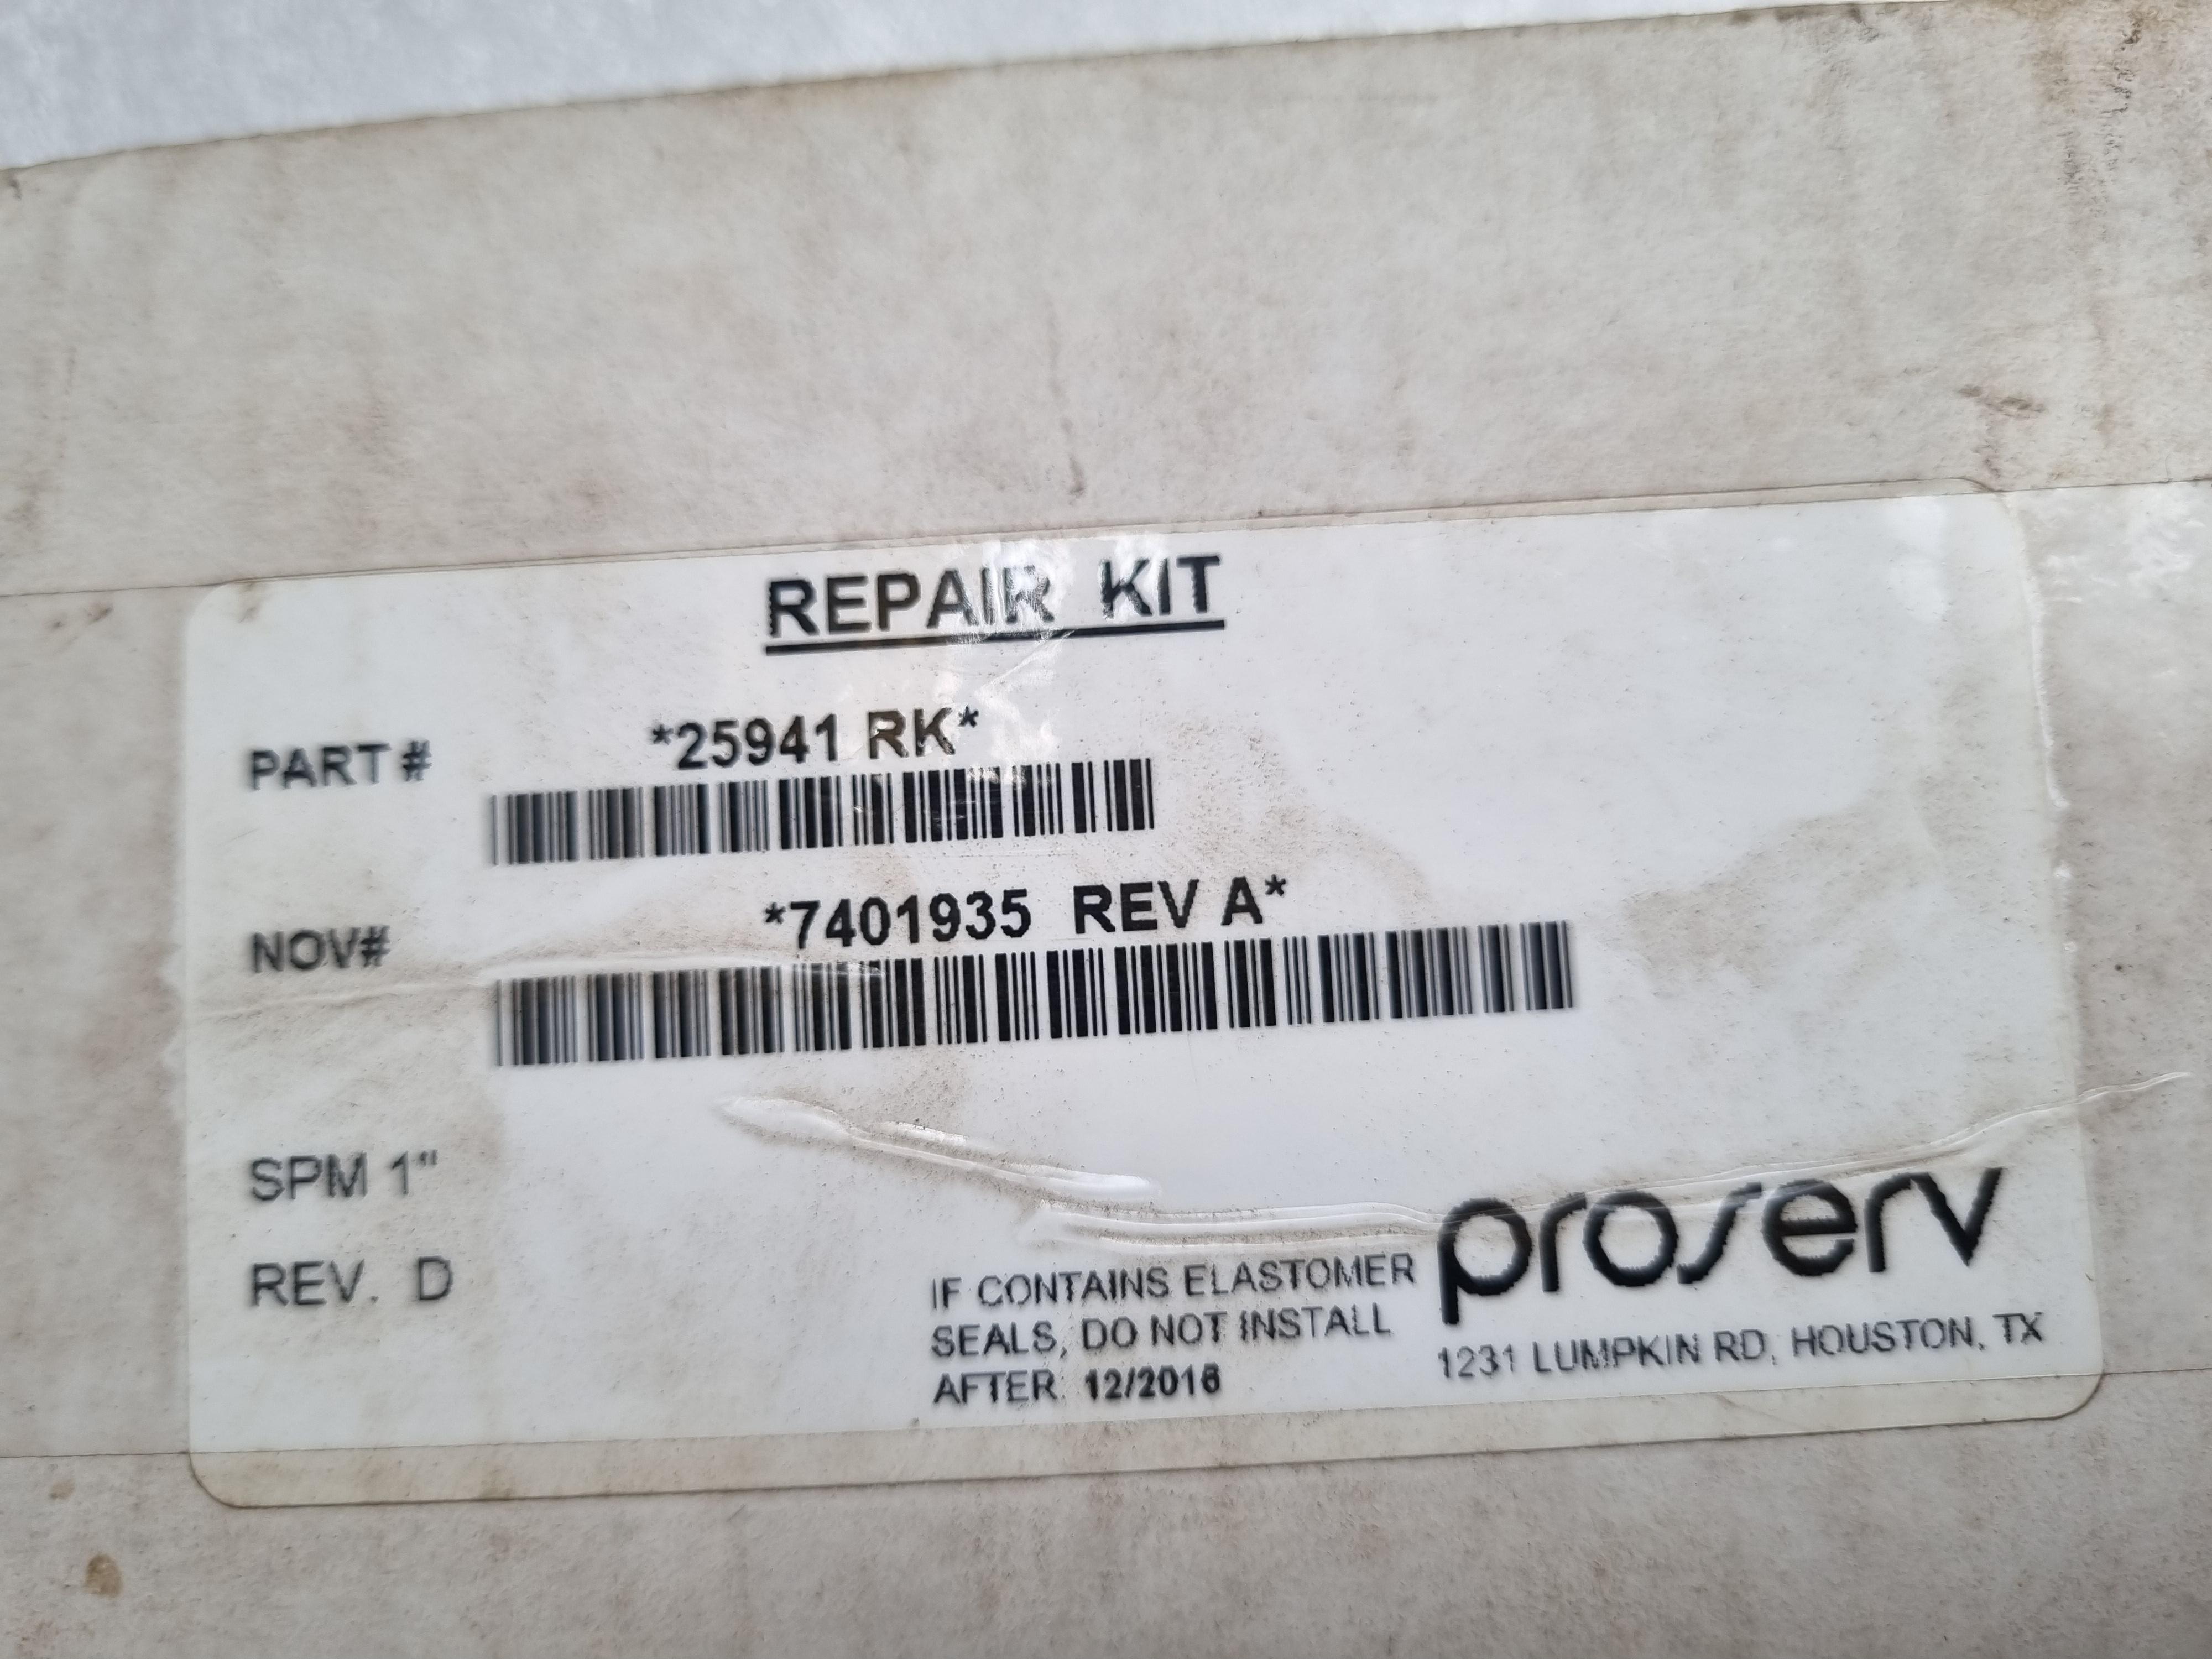 REPAIR KIT
PART # *25941 RK*
NOV# *7401935 REV A*
SPM 1"
REV. D
IF CONTAINS ELASTOMER
SEALS, DO NOT INSTALL
AFTER: 12/2016
proserv
1231 LUMPKIN RD, HOUSTON, TX